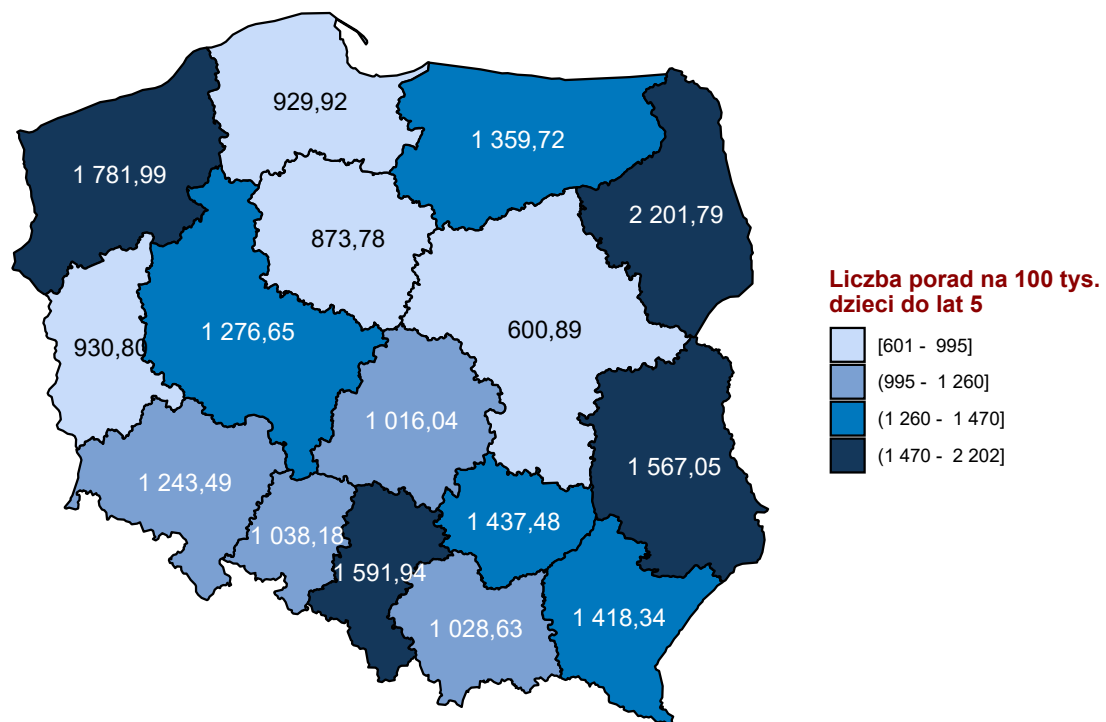 929,92
1 359,72
1 781,99
2 201,79
873,78
1 276,65
600,89
930,80
1 016,04
1 243,49
1 567,05
1 437,48
1 038,18
1 591,94
1 418,34
1 028,63
Liczba porad na 100 tys.
dzieci do lat 5
[601 - 995]
(995 - 1 260]
(1 260 - 1 470]
(1 470 - 2 202]